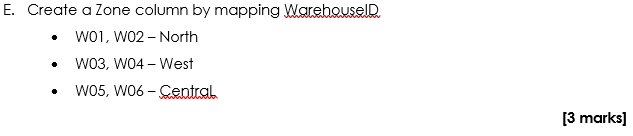 E. Create a Zone column by mapping WarehouseID
• W01, W02 – North
• W03, W04 – West
• W05, W06 – CentraL
[3 marks]